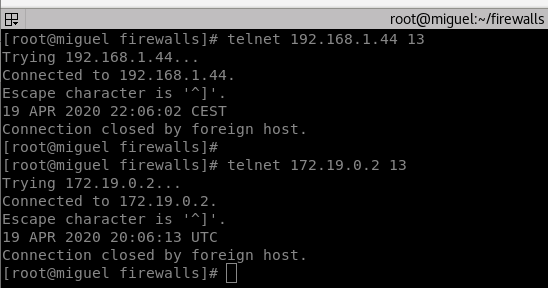 root@miguel:~/firewalls
[root@miguel firewalls]# telnet 192.168.1.44 13
Trying 192.168.1.44...
Connected to 192.168.1.44.
Escape character is '^]'.
19 APR 2020 22:06:02 CEST
Connection closed by foreign host.
[root@miguel firewalls]#
[root@miguel firewalls]# telnet 172.19.0.2 13
Trying 172.19.0.2...
Connected to 172.19.0.2.
Escape character is '^]'.
19 APR 2020 20:06:13 UTC
Connection closed by foreign host.
[root@miguel firewalls]#